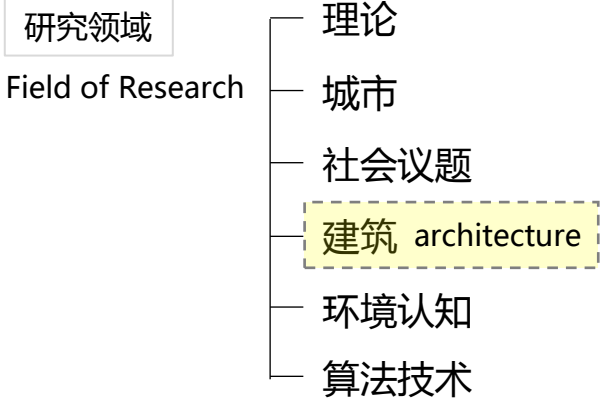 研究领域
Field of Research
理论
城市
社会议题
建筑 architecture
环境认知
算法技术